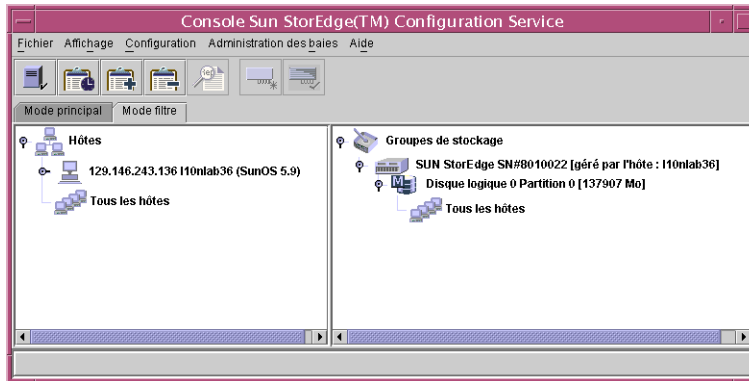 Console Sun StorEdge(TM) Configuration Service
Fichier Affichage Configuration Administration des baies Aide
Mode principal Mode filtre
Hôtes
129.146.243.136 l10nlab36 (SunOS 5.9)
Tous les hôtes
Groupes de stockage
SUN StorEdge SN#8010022 [géré par l'hôte : l10nlab36]
Disque logique 0 Partition 0 [137907 Mo]
Tous les hôtes